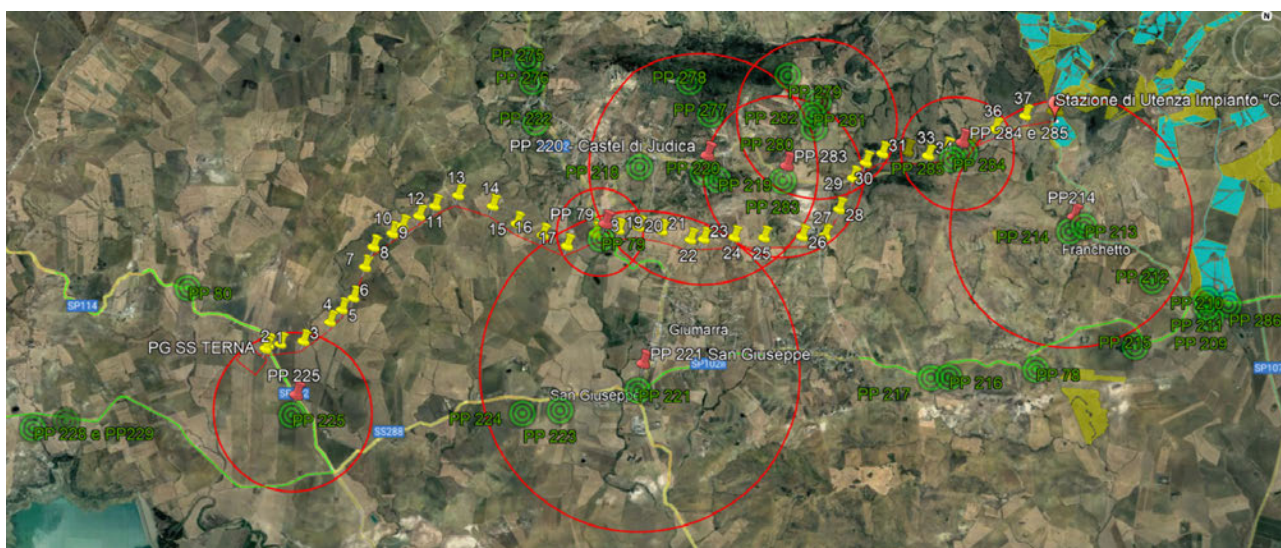 N
PP 275
PP 276
PP 278
PP 277
PP 279
PP 282
PP 281
37
Stazione di Utenza Impianto "C
36
PP 222
PP 220
Castel di Judica
PP 280
PP 283
31
33
PP 284 e 285
PP 285
PP 284
PP 218
PP 219
30
29
PP 283
13
14
12
11
10
15
16
17
PP 79
PP 79
19
20
21
22
23
24
25
26
27
28
PP214
PP 214
PP 213
Franchetto
8
7
6
5
4
3
2
1
PP 80
SP114
PP 212
PP 211
PP 209
PP 215
Giumarra
PG SS TERNA
PP 221 San Giuseppe
SP102II
SP107
PP 225
PP 225
PP 217
PP 216
PP 78
San Giuseppe
PP 221
PP 224
PP 223
SS288
PP 228 e PP229